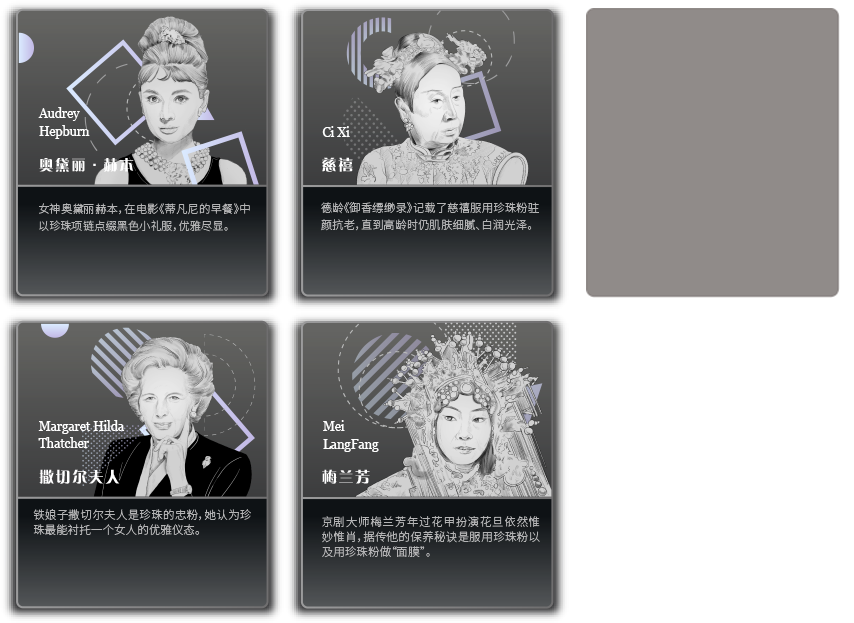 Audrey
Hepburn
奥黛丽·赫本
女神奥黛丽赫本,在电影《蒂凡尼的早餐》中
以珍珠项链点缀黑色小礼服,优雅尽显。
Ci Xi
慈禧
德龄《御香缥缈录》记载了慈禧服用珍珠粉驻
颜抗老,直到高龄时仍肌肤细腻、白润光泽。
Margaret Hilda
Thatcher
撒切尔夫人
铁娘子撒切尔夫人是珍珠的忠粉,她认为珍
珠最能衬托一个女人的优雅仪态。
Mei
LangFang
梅兰芳
京剧大师梅兰芳年过花甲扮演花旦依然惟
妙惟肖,据传他的保养秘诀是服用珍珠粉以
及用珍珠粉做“面膜”。